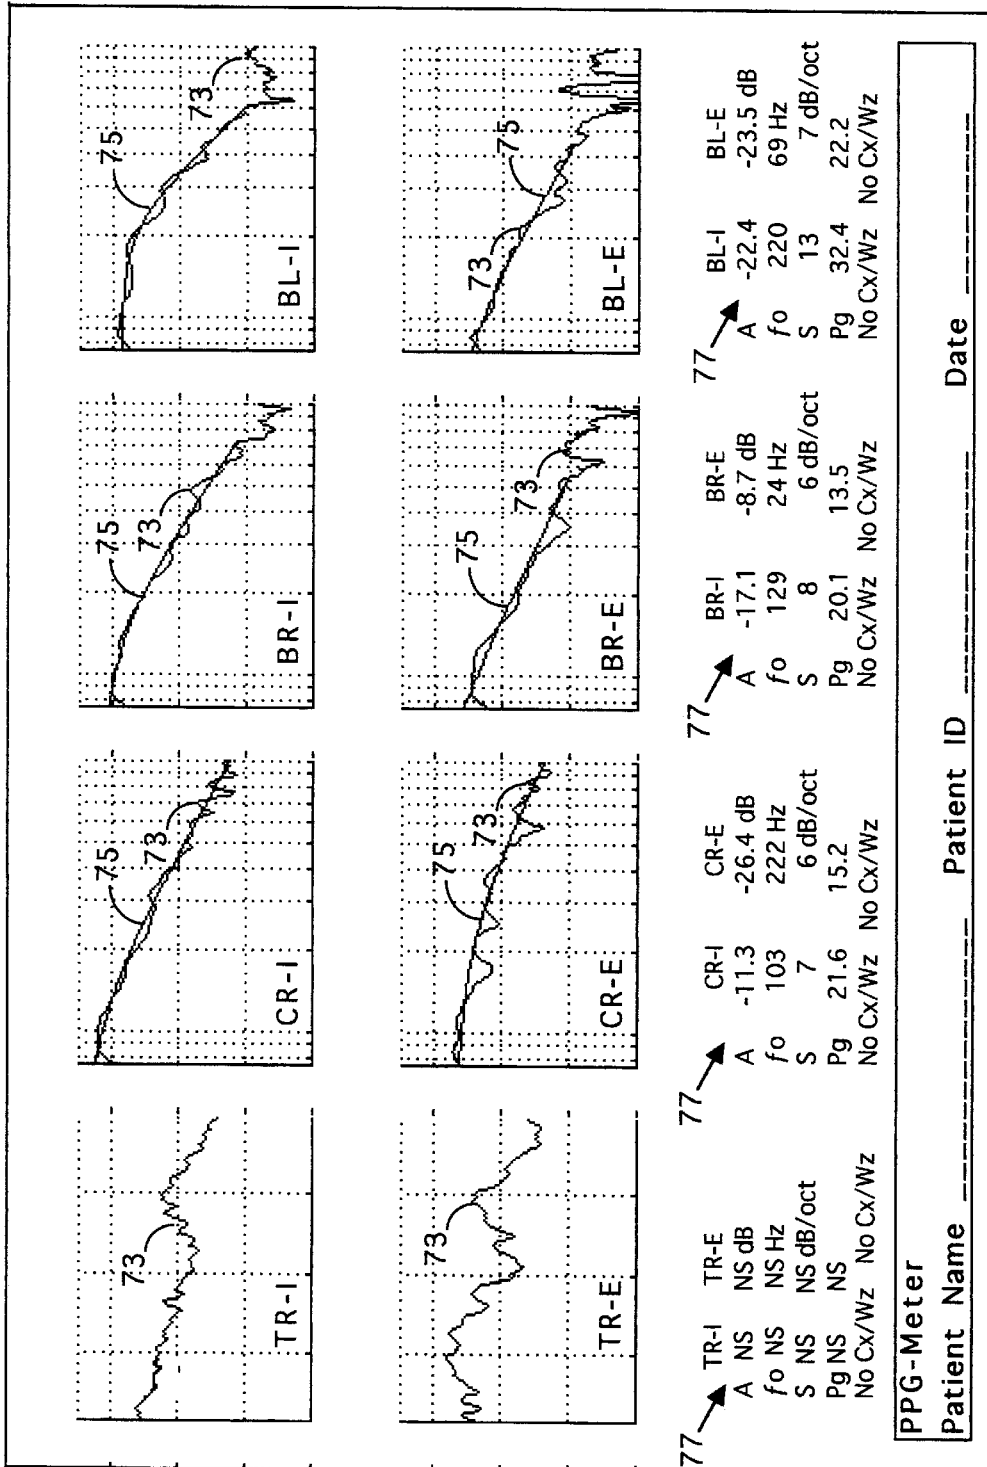 73
TR-I
75
73
CR-I
75
73
BR-I
75
73
BL-I
73
TR-E
75
73
CR-E
75
73
BR-E
73
75
BL-E
77
TR-I TR-E
A NS NS dB
fo NS NS Hz
S NS NS dB/oct
Pg NS NS
No Cx/Wz No Cx/Wz
77
CR-I CR-E
A -11.3 -26.4 dB
fo 103 222 Hz
S 7 6 dB/oct
Pg 21.6 15.2
No Cx/Wz No Cx/Wz
77
BR-I BR-E
A -17.1 -8.7 dB
fo 129 24 Hz
S 8 6 dB/oct
Pg 20.1 13.5
No Cx/Wz No Cx/Wz
77
BL-I BL-E
A -22.4 -23.5 dB
fo 220 69 Hz
S 13 7 dB/oct
Pg 32.4 22.2
No Cx/Wz No Cx/Wz
PPG-Meter
Patient Name ____________ Patient ID ____________ Date ________